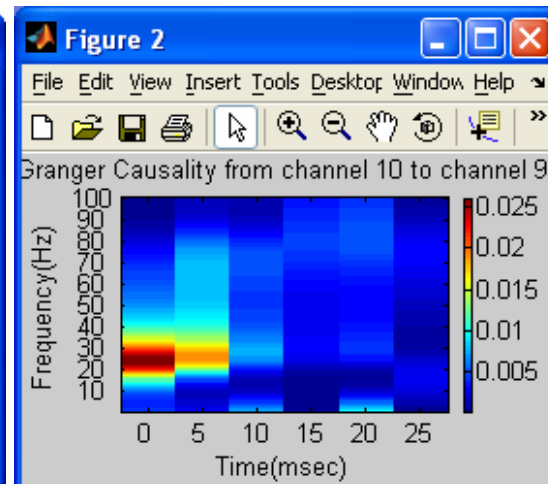 Figure 2
File Edit View Insert Tools Desktop Window Help
»
Granger Causality from channel 10 to channel 9
100
90
80
70
60
50
40
30
20
10
Frequency(Hz)
0 5 10 15 20 25
Time(msec)
0.025
0.02
0.015
0.01
0.005